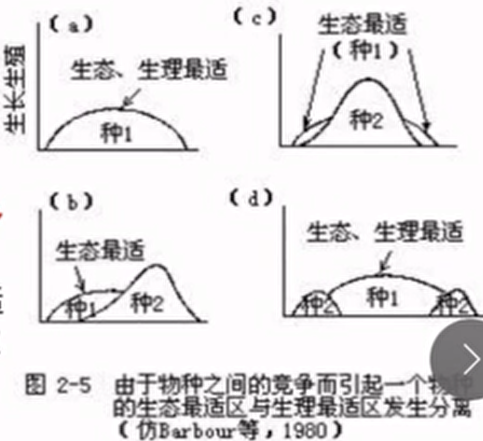 (a)
生长生殖
生态、生理最适
种1
(c)
生态最适
(种1)
种2
(b)
生态最适
种1
种2
(d)
生态、生理最适
种2
种1
种2
图 2-5 由于物种之间的竞争而引起一个物种
的生态最适区与生理最适区发生分离
(仿Barbour等,1980)